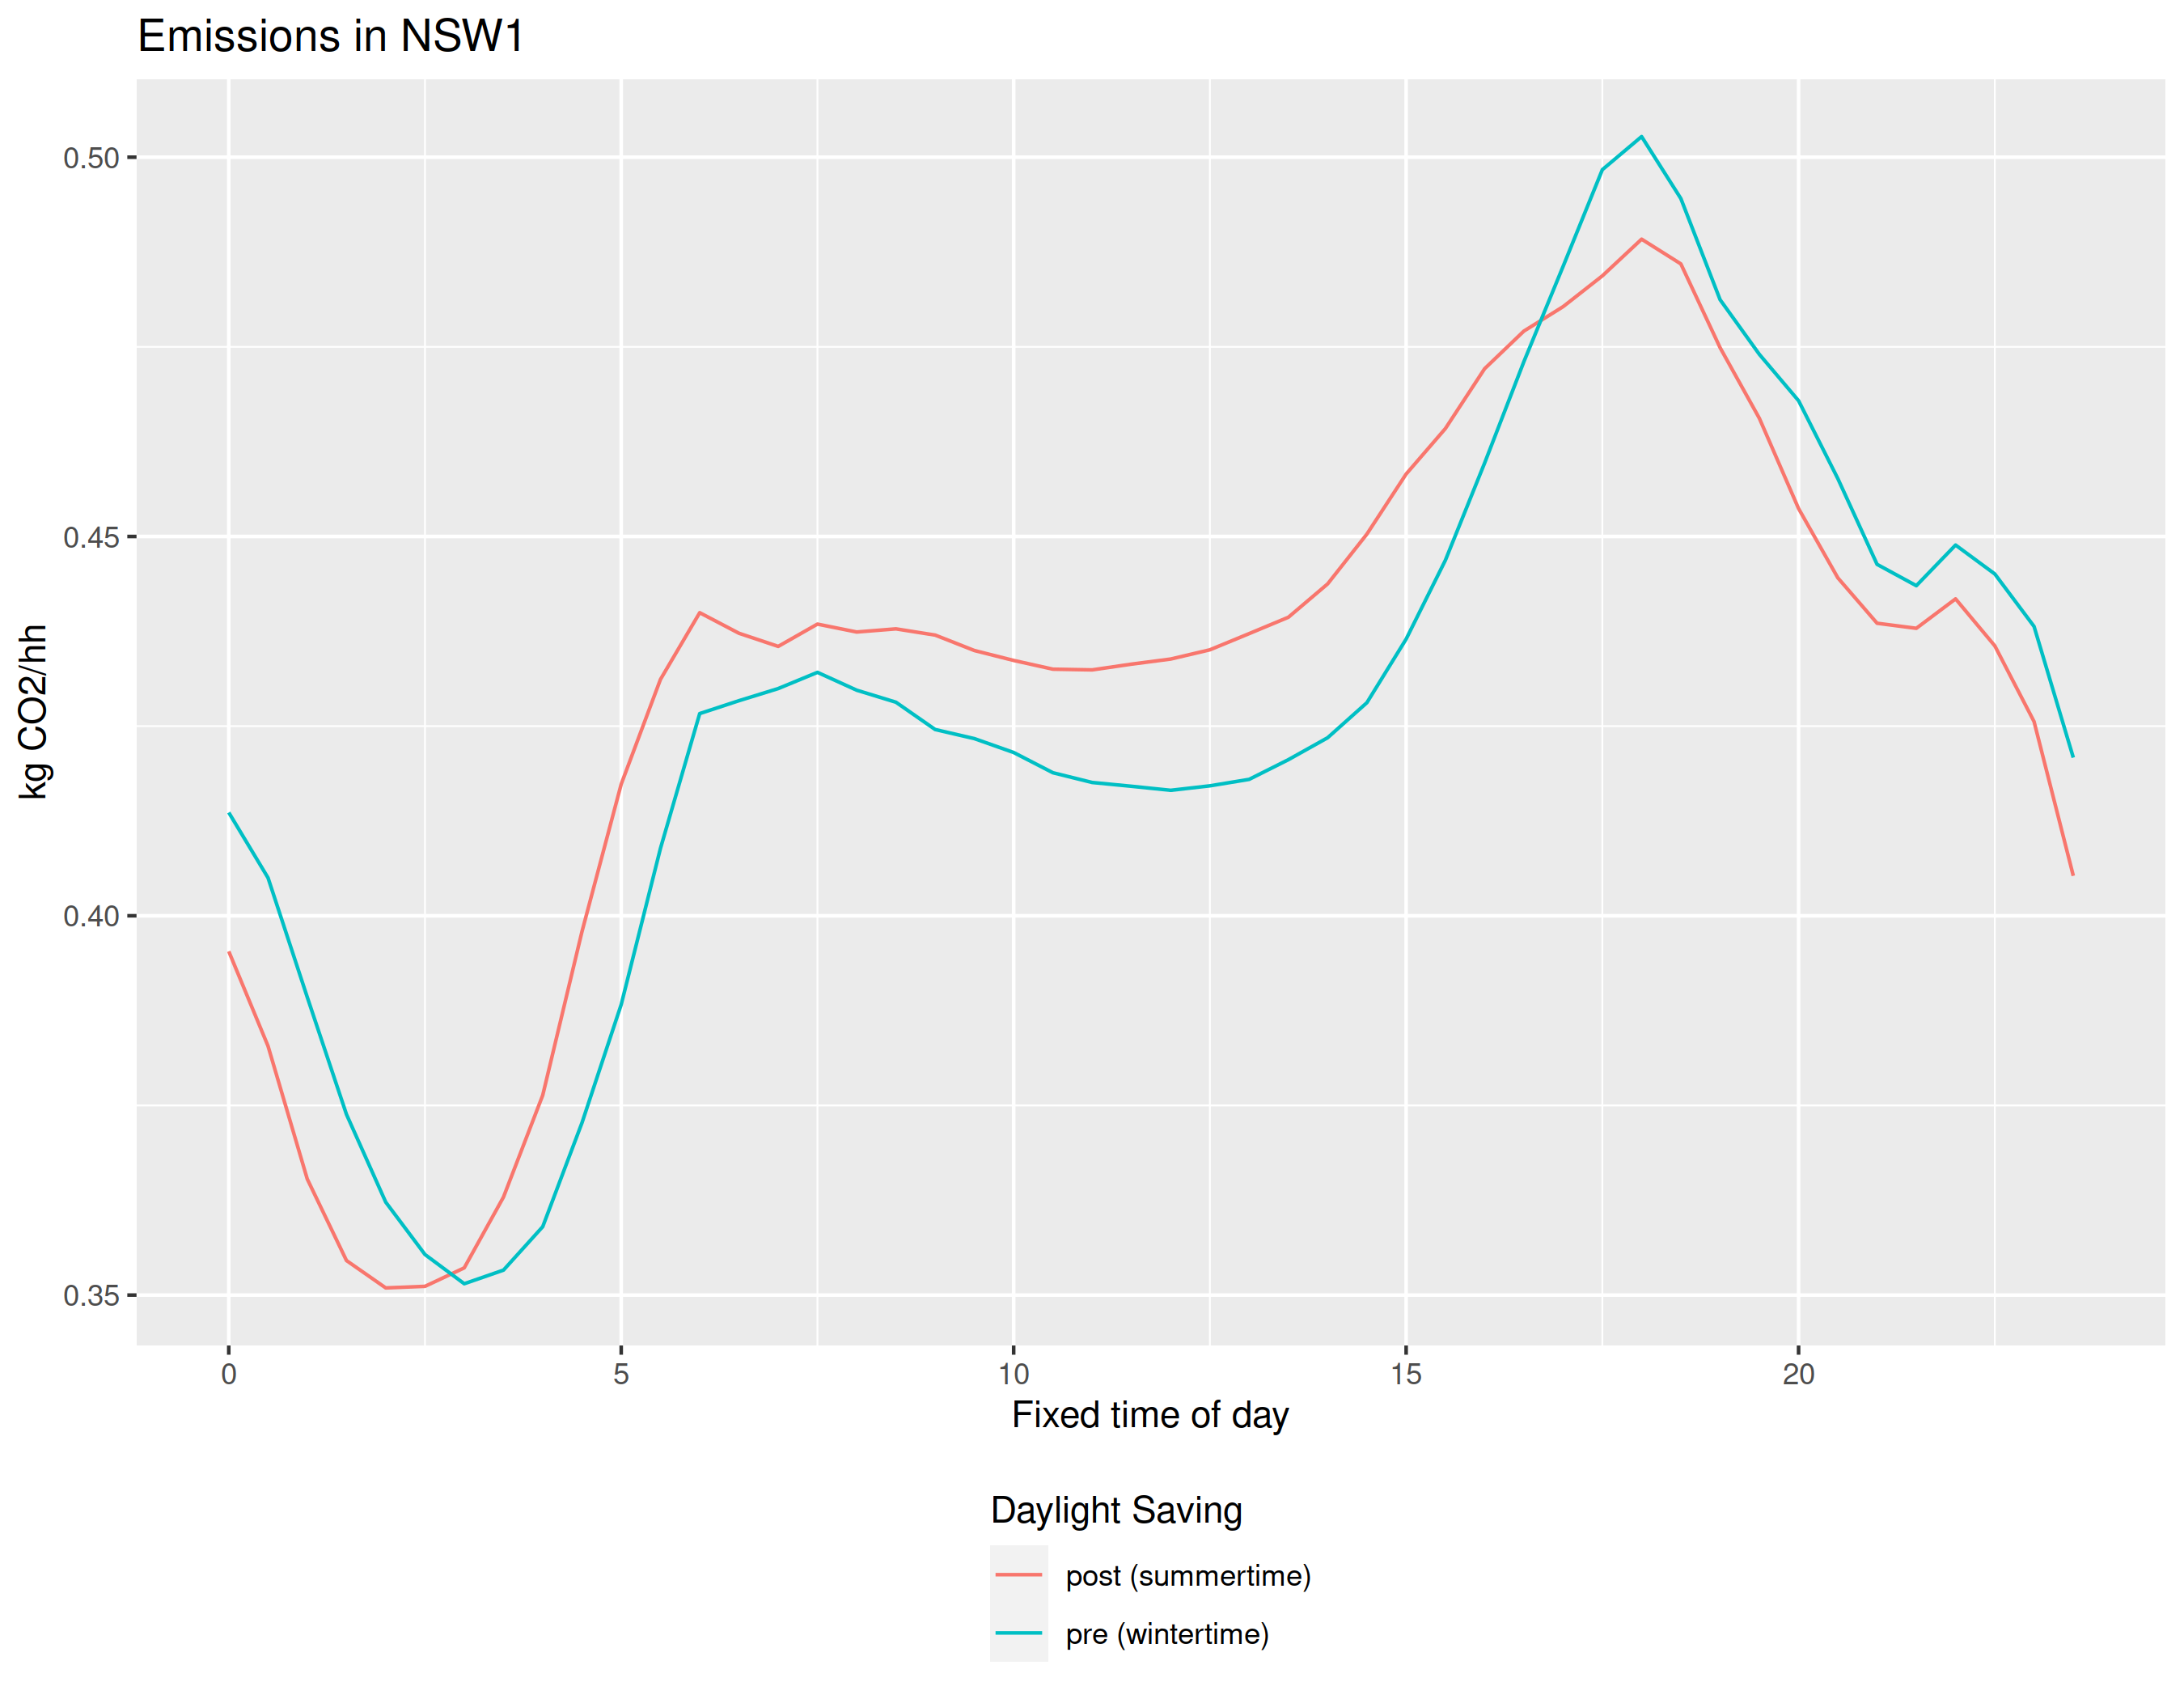 Emissions in NSW1
kg CO2/hh
0.50
0.45
0.40
0.35
0
5
10
15
20
Fixed time of day
Daylight Saving
post (summertime)
pre (wintertime)